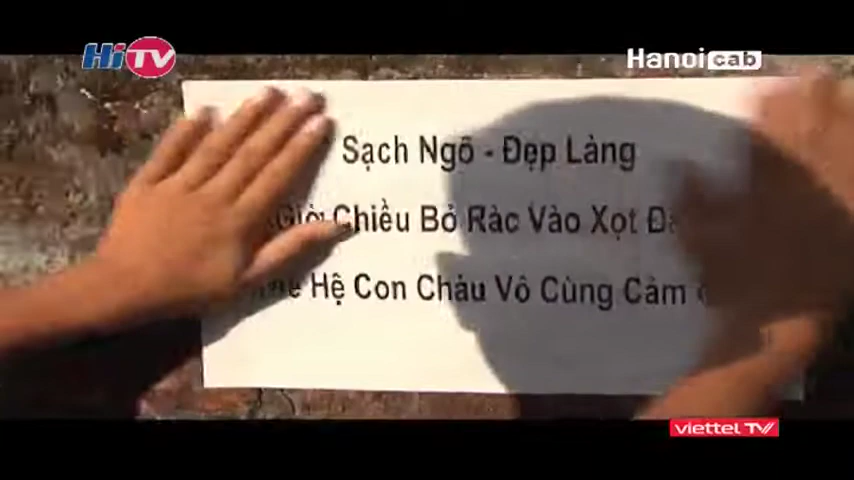 HiTV
Hanoicab
Sạch Ngõ - Đẹp Làng
Giờ Chiều Bỏ Rác Vào Xọt
Hệ Con Cháu Vô Cùng Cảm
viettel TV